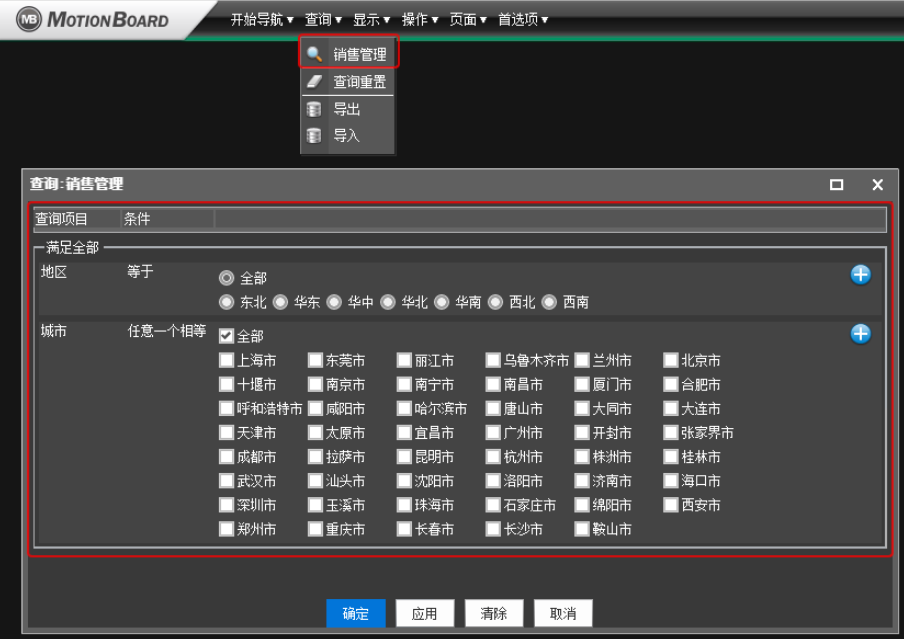 MB MOTIONBOARD
开始导航▼ 查询▼ 显示▼ 操作▼ 页面▼ 首选项▼
销售管理
查询重置
导出
导入
查询:销售管理
查询项目 条件
满足全部
地区 等于 全部
东北 华东 华中 华北 华南 西北 西南
城市 任意一个相等 全部
上海市 东莞市 丽江市 乌鲁木齐市 兰州市 北京市
十堰市 南京市 南宁市 南昌市 厦门市 合肥市
呼和浩特市 咸阳市 哈尔滨市 唐山市 大同市 大连市
天津市 太原市 宜昌市 广州市 开封市 张家界市
成都市 拉萨市 昆明市 杭州市 株洲市 桂林市
武汉市 汕头市 沈阳市 洛阳市 济南市 海口市
深圳市 玉溪市 珠海市 石家庄市 绵阳市 西安市
郑州市 重庆市 长春市 长沙市 鞍山市
确定 应用 清除 取消